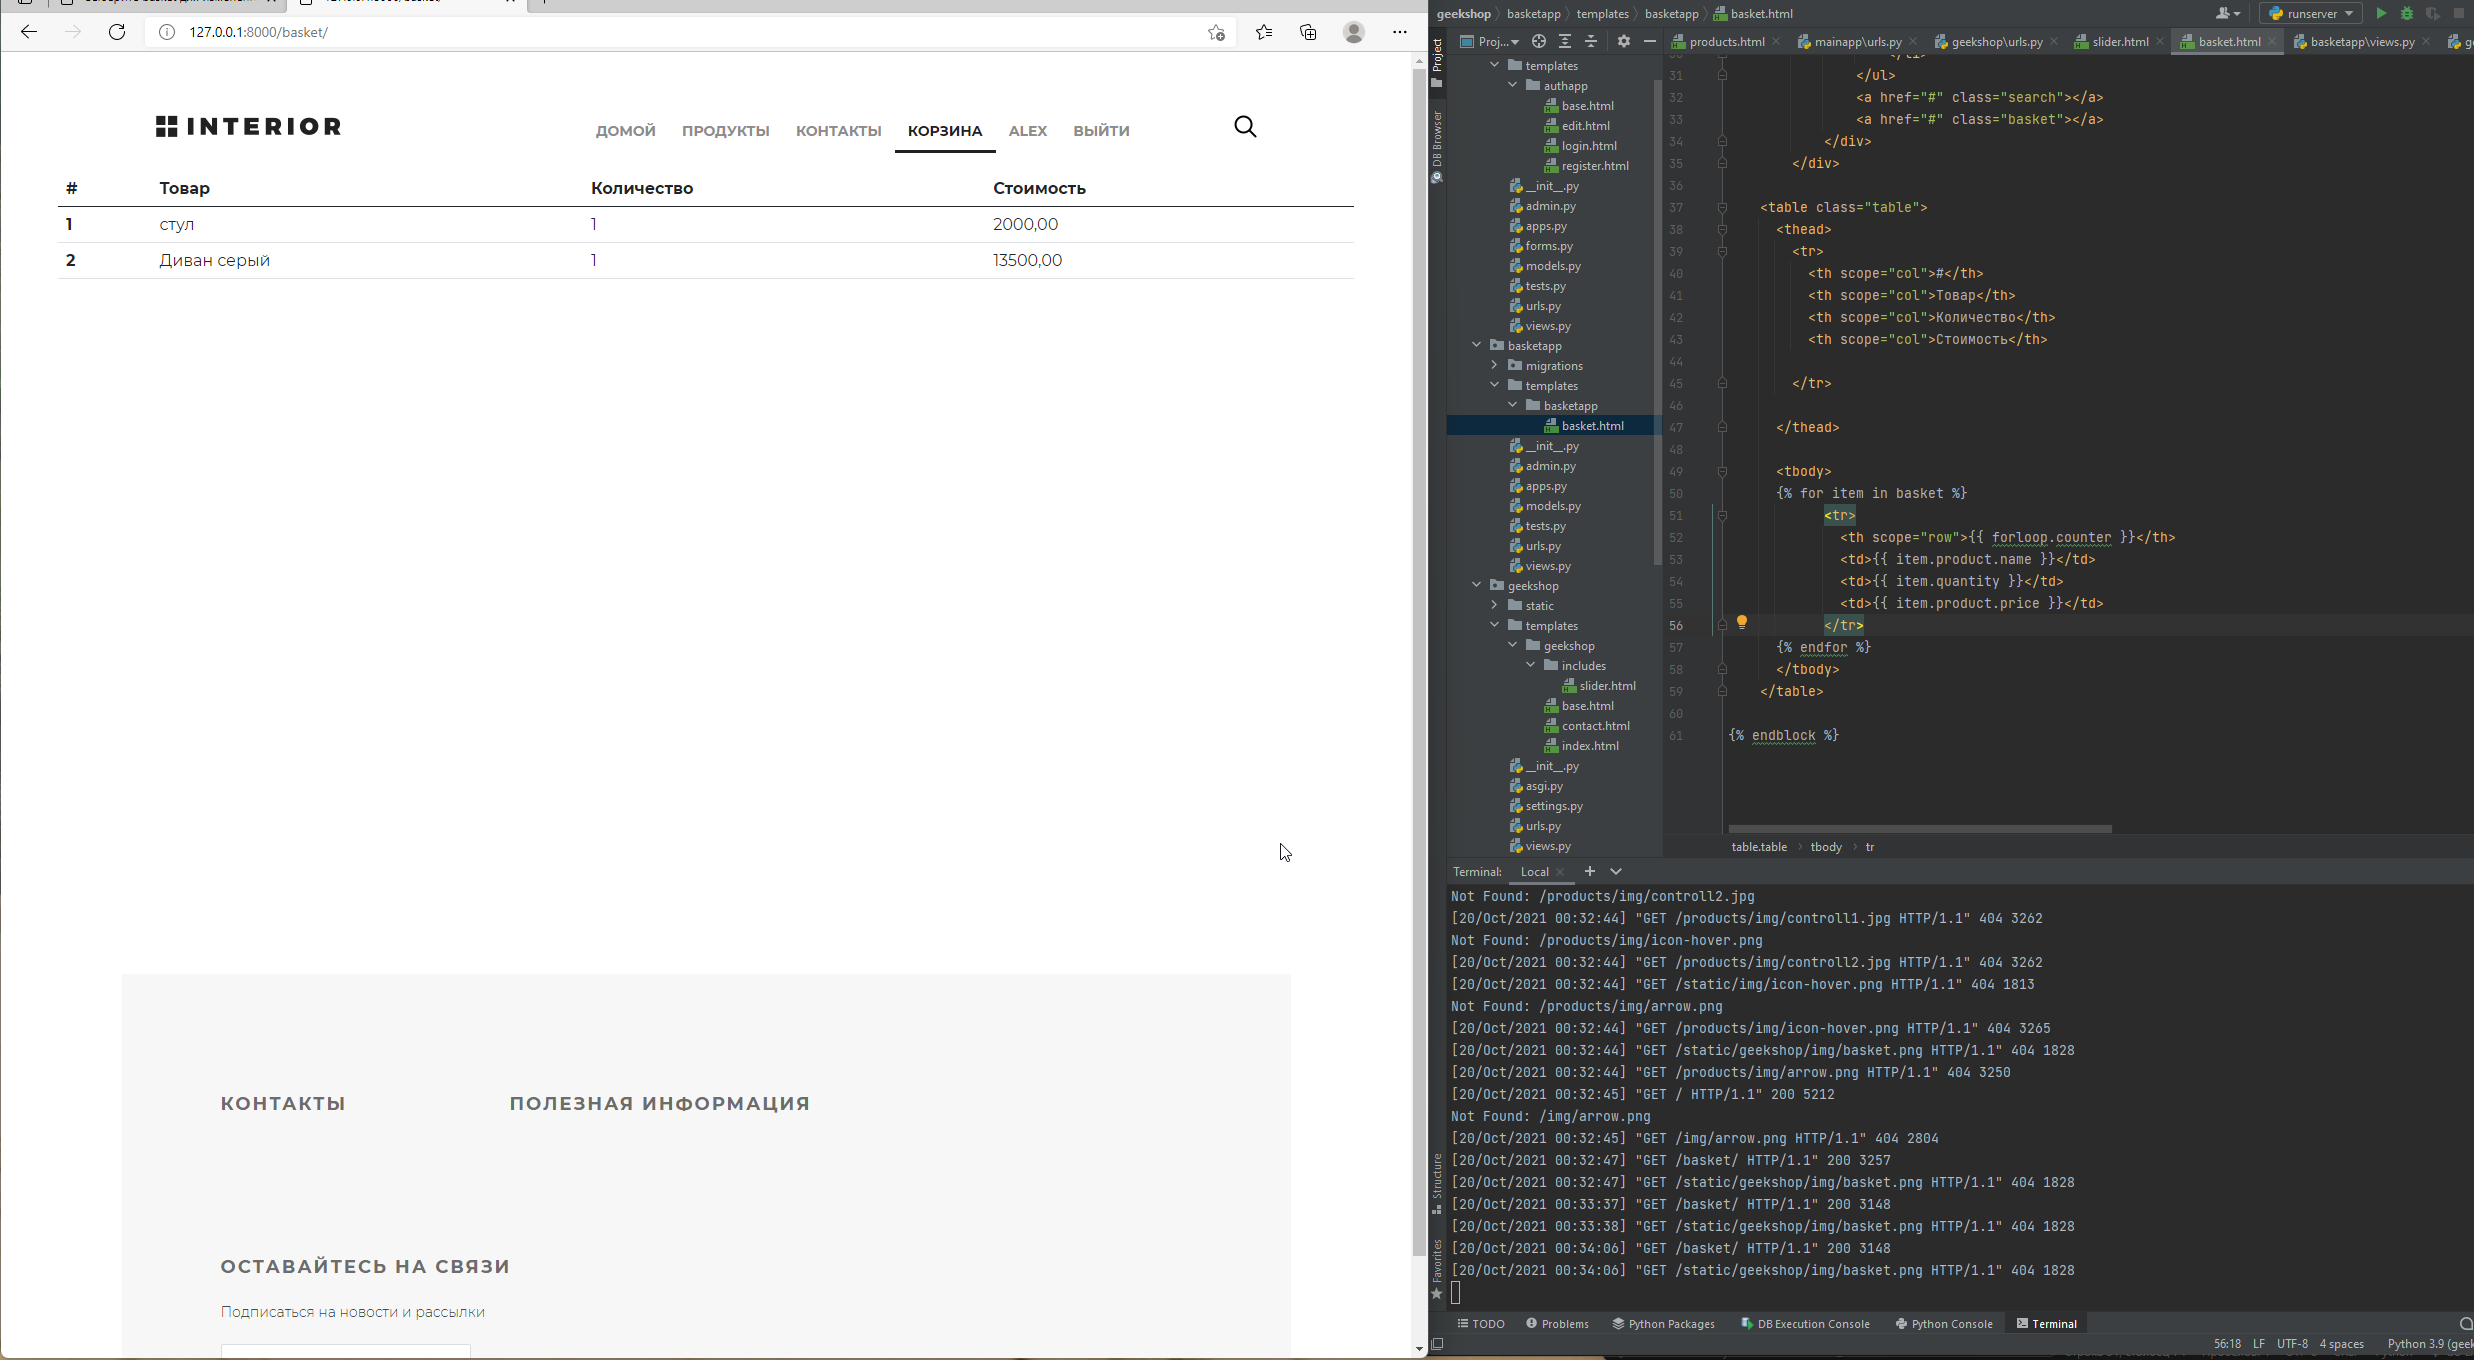 127.0.0.1:8000/basket/
INTERIOR
ДОМОЙ ПРОДУКТЫ КОНТАКТЫ КОРЗИНА ALEX ВЫЙТИ
# Товар Количество Стоимость
1 стул 1 2000,00
2 Диван серый 1 13500,00
КОНТАКТЫ ПОЛЕЗНАЯ ИНФОРМАЦИЯ
ОСТАВАЙТЕСЬ НА СВЯЗИ
Подписаться на новости и рассылки
geekshop basketapp templates basketapp basket.html
runserver
Proj...
products.html mainapp\urls.py geekshop\urls.py slider.html basket.html basketapp\views.py
Project
DB Browser
Structure
Favorites
templates
authapp
base.html
edit.html
login.html
register.html
__init__.py
admin.py
apps.py
forms.py
models.py
tests.py
urls.py
views.py
basketapp
migrations
templates
basketapp
basket.html
__init__.py
admin.py
apps.py
models.py
tests.py
urls.py
views.py
geekshop
static
templates
geekshop
includes
slider.html
base.html
contact.html
index.html
__init__.py
asgi.py
settings.py
urls.py
views.py
31 </ul>
32 <a href="#" class="search"></a>
33 <a href="#" class="basket"></a>
34 </div>
35 </div>
36
37 <table class="table">
38 <thead>
39 <tr>
40 <th scope="col">#</th>
41 <th scope="col">Товар</th>
42 <th scope="col">Количество</th>
43 <th scope="col">Стоимость</th>
44
45 </tr>
46
47 </thead>
48
49 <tbody>
50 {% for item in basket %}
51 <tr>
52 <th scope="row">{{ forloop.counter }}</th>
53 <td>{{ item.product.name }}</td>
54 <td>{{ item.quantity }}</td>
55 <td>{{ item.product.price }}</td>
56 </tr>
57 {% endfor %}
58 </tbody>
59 </table>
60
61 {% endblock %}
table.table tbody tr
Terminal: Local
Not Found: /products/img/controll2.jpg
[20/Oct/2021 00:32:44] "GET /products/img/controll1.jpg HTTP/1.1" 404 3262
Not Found: /products/img/icon-hover.png
[20/Oct/2021 00:32:44] "GET /products/img/controll2.jpg HTTP/1.1" 404 3262
[20/Oct/2021 00:32:44] "GET /static/img/icon-hover.png HTTP/1.1" 404 1813
Not Found: /products/img/arrow.png
[20/Oct/2021 00:32:44] "GET /products/img/icon-hover.png HTTP/1.1" 404 3265
[20/Oct/2021 00:32:44] "GET /static/geekshop/img/basket.png HTTP/1.1" 404 1828
[20/Oct/2021 00:32:44] "GET /products/img/arrow.png HTTP/1.1" 404 3250
[20/Oct/2021 00:32:45] "GET / HTTP/1.1" 200 5212
Not Found: /img/arrow.png
[20/Oct/2021 00:32:45] "GET /img/arrow.png HTTP/1.1" 404 2804
[20/Oct/2021 00:32:47] "GET /basket/ HTTP/1.1" 200 3257
[20/Oct/2021 00:32:47] "GET /static/geekshop/img/basket.png HTTP/1.1" 404 1828
[20/Oct/2021 00:33:37] "GET /basket/ HTTP/1.1" 200 3148
[20/Oct/2021 00:33:38] "GET /static/geekshop/img/basket.png HTTP/1.1" 404 1828
[20/Oct/2021 00:34:06] "GET /basket/ HTTP/1.1" 200 3148
[20/Oct/2021 00:34:06] "GET /static/geekshop/img/basket.png HTTP/1.1" 404 1828
TODO Problems Python Packages DB Execution Console Python Console Terminal
56:18 LF UTF-8 4 spaces Python 3.9 (geek